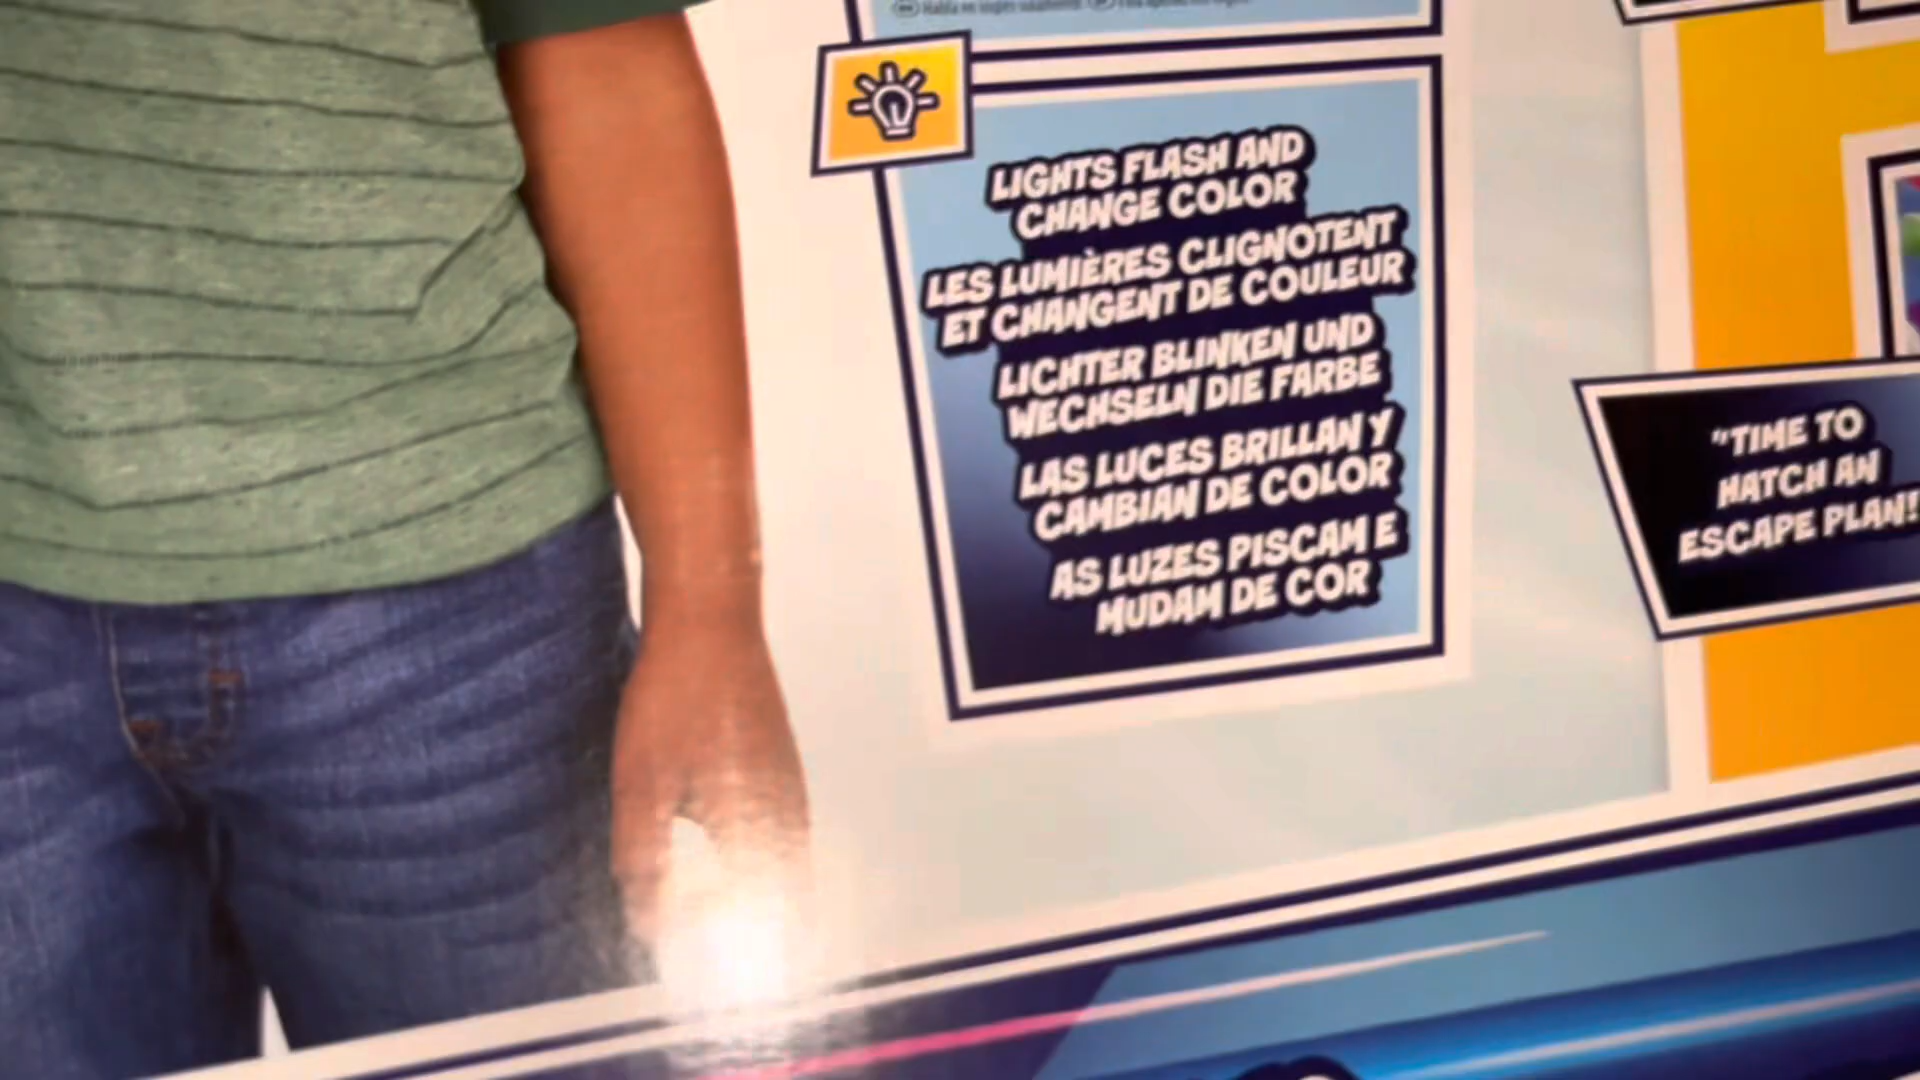 LIGHTS FLASH AND
CHANGE COLOR
LES LUMIÈRES CLIGNOTENT
ET CHANGENT DE COULEUR
LICHTER BLINKEN UND
WECHSELN DIE FARBE
LAS LUCES BRILLAN Y
CAMBIAN DE COLOR
AS LUZES PISCAM E
MUDAM DE COR
"TIME TO
HATCH AN
ESCAPE PLAN!